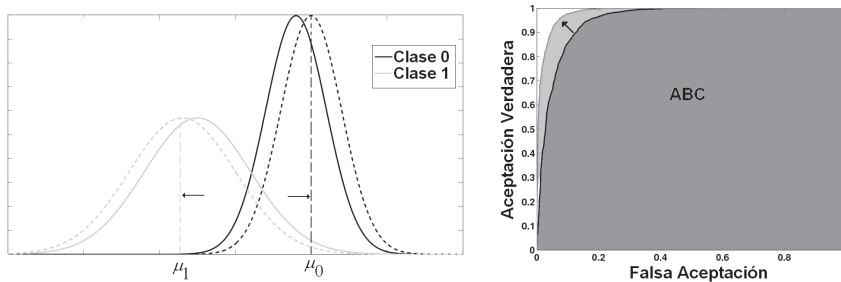 Clase 0
Clase 1
μ1
μ0
Aceptación Verdadera
1
0.9
0.8
0.7
0.6
0.5
0.4
0.3
0.2
0.1
0
ABC
0
0.2
0.4
0.6
0.8
Falsa Aceptación